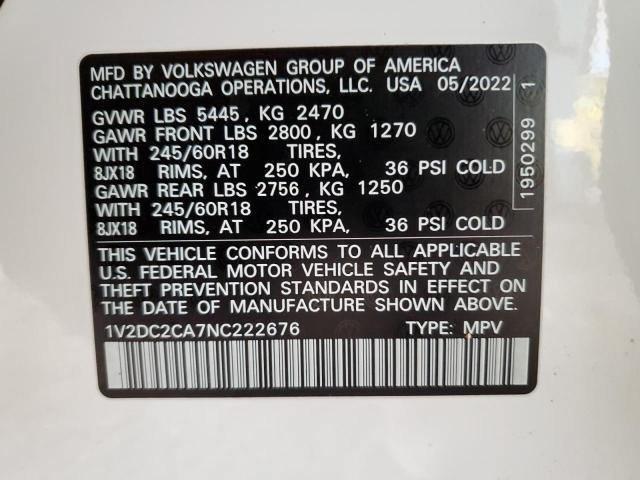 MFD BY VOLKSWAGEN GROUP OF AMERICA
CHATTANOOGA OPERATIONS, LLC. USA 05/2022
GVWR LBS 5445, KG 2470
GAWR FRONT LBS 2800, KG 1270
WITH 245/60R18 TIRES,
8JX18 RIMS, AT 250 KPA, 36 PSI COLD
GAWR REAR LBS 2756, KG 1250
WITH 245/60R18 TIRES,
8JX18 RIMS, AT 250 KPA, 36 PSI COLD
THIS VEHICLE CONFORMS TO ALL APPLICABLE
U.S. FEDERAL MOTOR VEHICLE SAFETY AND
THEFT PREVENTION STANDARDS IN EFFECT ON
THE DATE OF MANUFACTURE SHOWN ABOVE.
1V2DC2CA7NC222676 TYPE: MPV
1950299 1